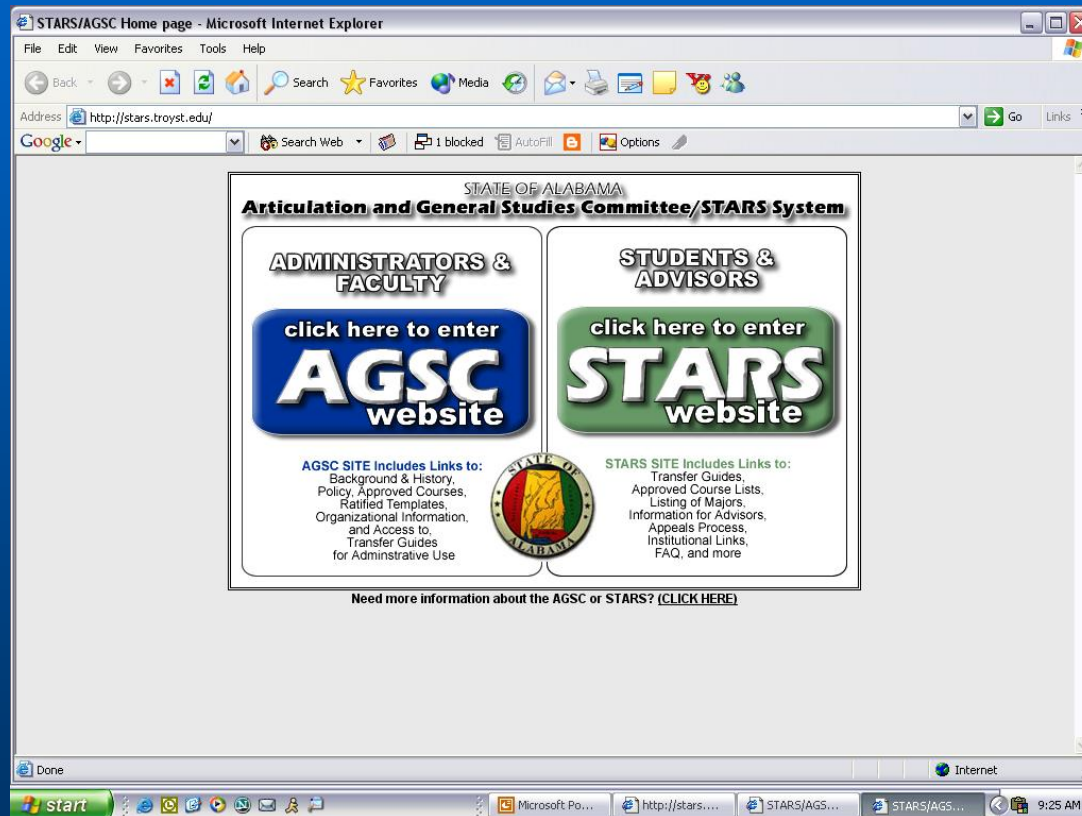 STARS/AGSC Home page - Microsoft Internet Explorer
File Edit View Favorites Tools Help
Back Search Favorites Media
Address http://stars.troyst.edu/ Go Links
Google Search Web 1 blocked AutoFill Options
STATE OF ALABAMA
Articulation and General Studies Committee/STARS System
ADMINISTRATORS &
FACULTY
click here to enter
AGSC
website
AGSC SITE Includes Links to:
Background & History,
Policy, Approved Courses,
Ratified Templates,
Organizational Information,
and Access to,
Transfer Guides
for Adminstrative Use
STUDENTS &
ADVISORS
click here to enter
STARS
website
STARS SITE Includes Links to:
Transfer Guides,
Approved Course Lists,
Listing of Majors,
Information for Advisors,
Appeals Process,
Institutional Links,
FAQ, and more
STATE OF
ALABAMA
Need more information about the AGSC or STARS? (CLICK HERE)
Done Internet
start Microsoft Po... http://stars.... STARS/AGS... STARS/AGS... 9:25 AM